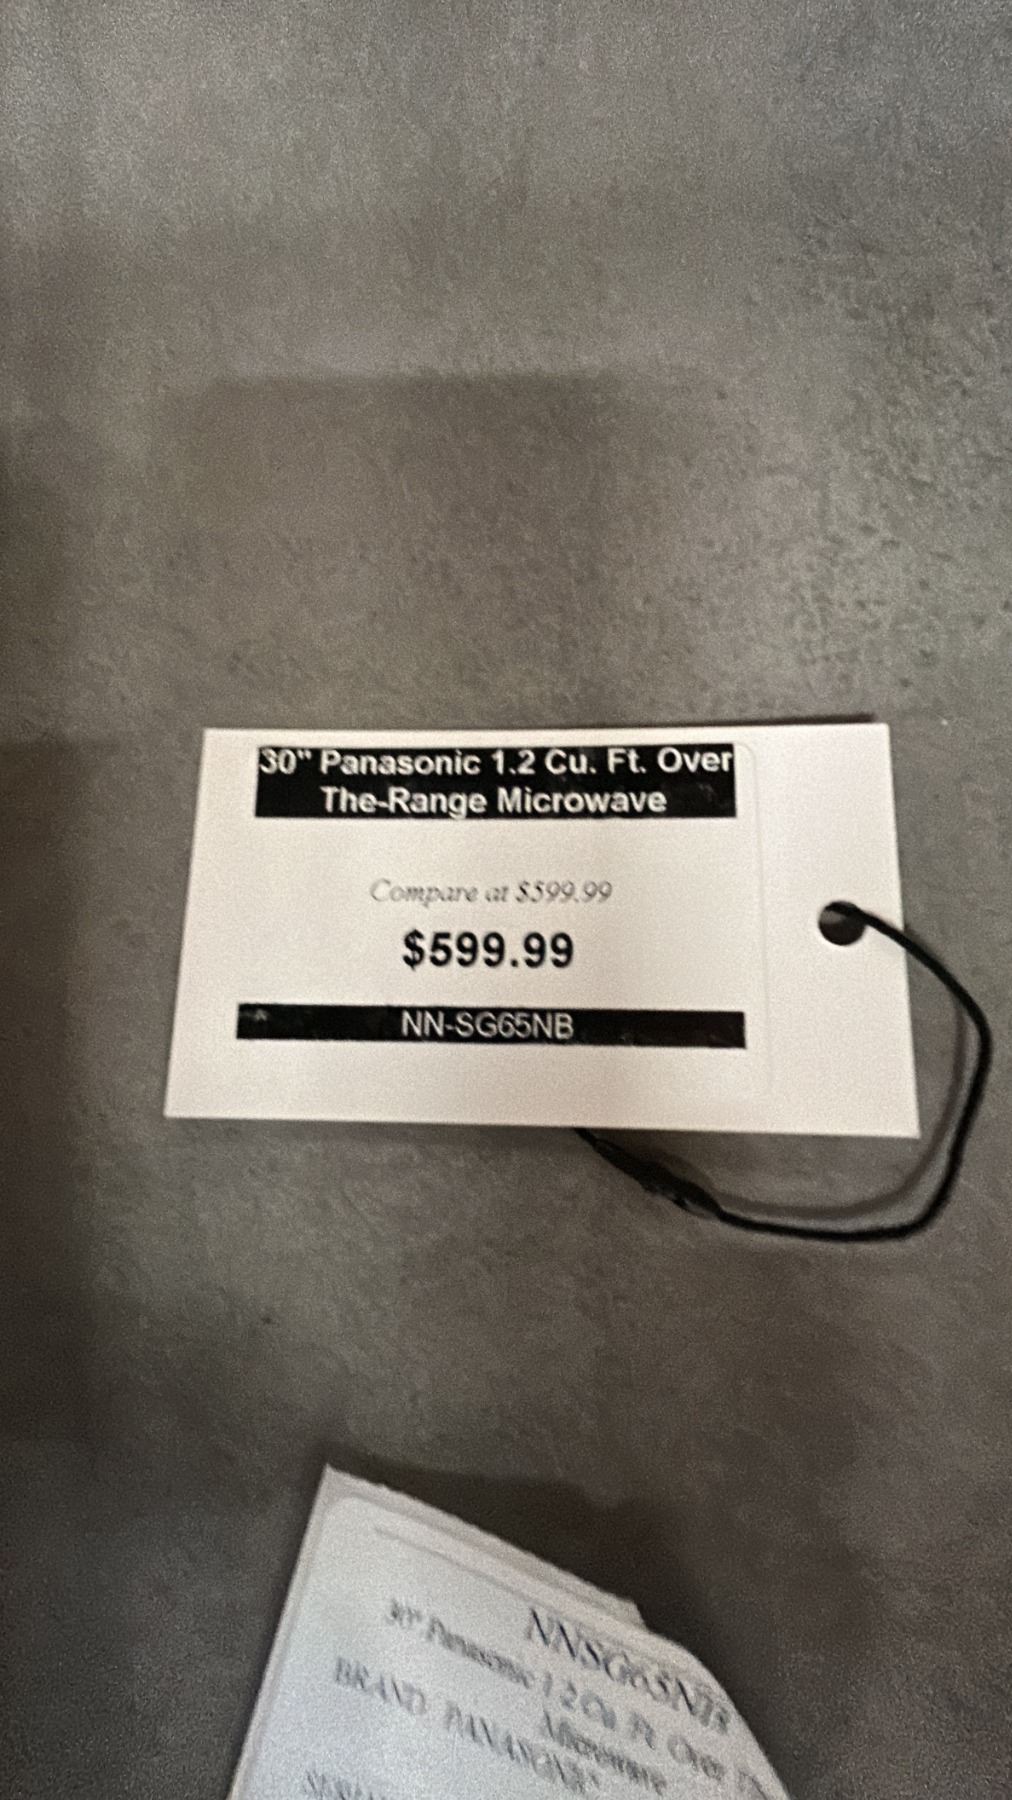 30" Panasonic 1.2 Cu. Ft. Over
The-Range Microwave
Compare at $599.99
$599.99
NN-SG65NB
NNSG65NB
30" Panasonic 1.2 Cu. Ft. Over
Microwave
BRAND: PANASONIC